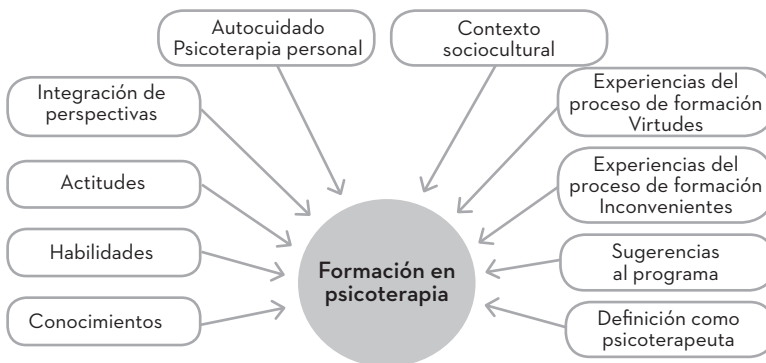 Autocuidado
Psicoterapia personal
Contexto
sociocultural
Integración de
perspectivas
Experiencias del
proceso de formación
Virtudes
Actitudes
Experiencias del
proceso de formación
Inconvenientes
Habilidades
Formación en
psicoterapia
Sugerencias
al programa
Conocimientos
Definición como
psicoterapeuta